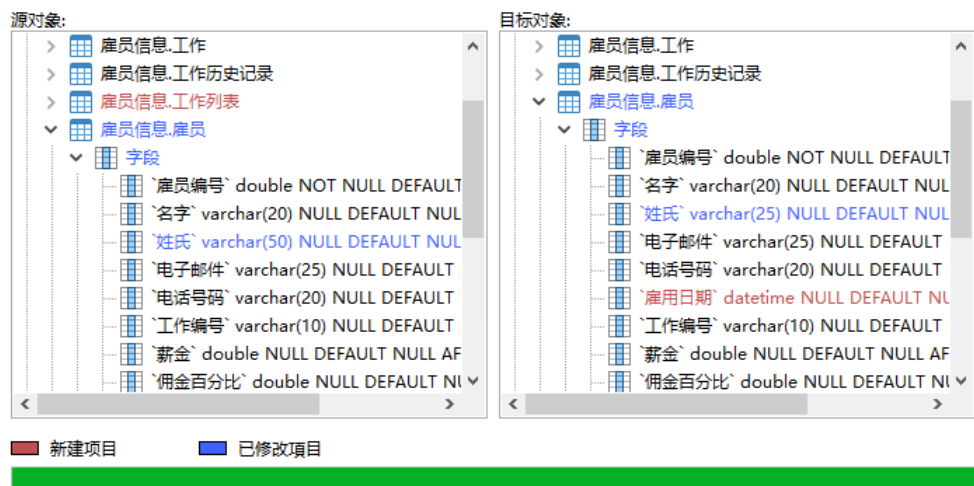 源对象:
雇员信息.工作
雇员信息.工作历史记录
雇员信息.工作列表
雇员信息.雇员
字段
`雇员编号` double NOT NULL DEFAULT
`名字` varchar(20) NULL DEFAULT NUL
`姓氏` varchar(50) NULL DEFAULT NUL
`电子邮件` varchar(25) NULL DEFAULT
`电话号码` varchar(20) NULL DEFAULT
`工作编号` varchar(10) NULL DEFAULT
`薪金` double NULL DEFAULT NULL AF
`佣金百分比` double NULL DEFAULT NU
目标对象:
雇员信息.工作
雇员信息.工作历史记录
雇员信息.雇员
字段
`雇员编号` double NOT NULL DEFAULT
`名字` varchar(20) NULL DEFAULT NUL
`姓氏` varchar(25) NULL DEFAULT NUL
`电子邮件` varchar(25) NULL DEFAULT
`电话号码` varchar(20) NULL DEFAULT
`雇用日期` datetime NULL DEFAULT NU
`工作编号` varchar(10) NULL DEFAULT
`薪金` double NULL DEFAULT NULL AF
`佣金百分比` double NULL DEFAULT NU
新建项目
已修改項目